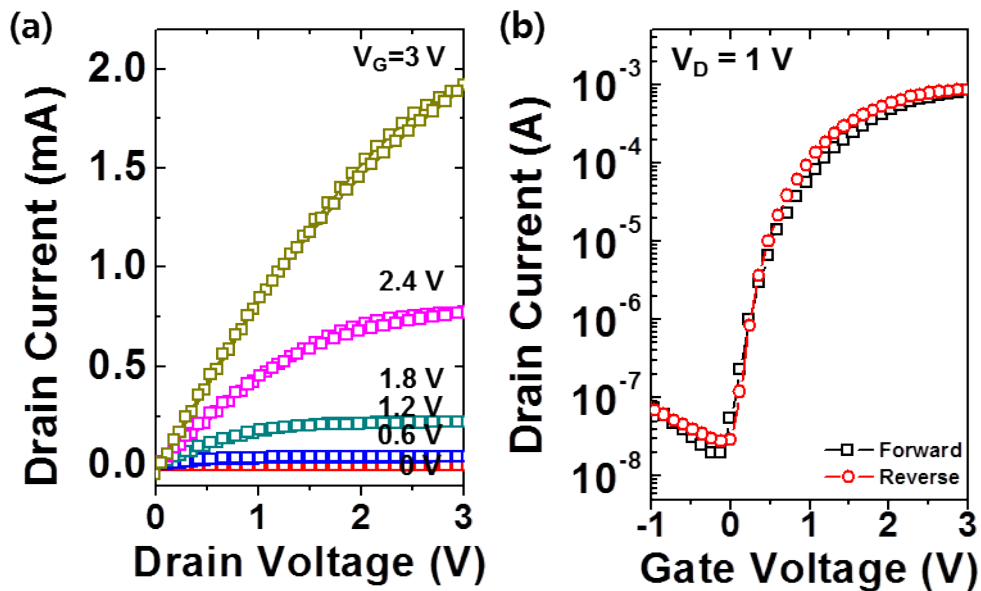 (a)
V_G=3 V
2.4 V
1.8 V
1.2 V
0.6 V
0 V
2.0
1.5
1.0
0.5
0.0
0 1 2 3
Drain Current (mA)
Drain Voltage (V)
(b)
V_D = 1 V
10^-3
10^-4
10^-5
10^-6
10^-7
10^-8
Forward
Reverse
-1 0 1 2 3
Drain Current (A)
Gate Voltage (V)